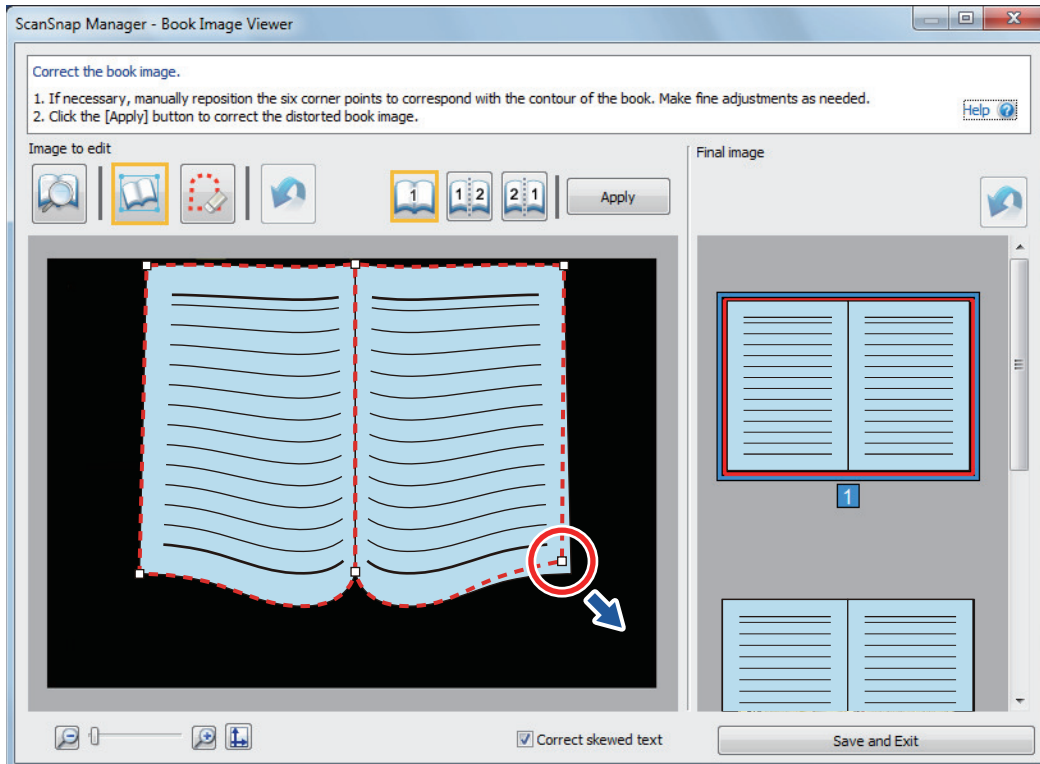 ScanSnap Manager - Book Image Viewer
Correct the book image.
1. If necessary, manually reposition the six corner points to correspond with the contour of the book. Make fine adjustments as needed.
2. Click the [Apply] button to correct the distorted book image.
Help
Image to edit
1
1 2
2 1
Apply
Final image
1
Correct skewed text
Save and Exit